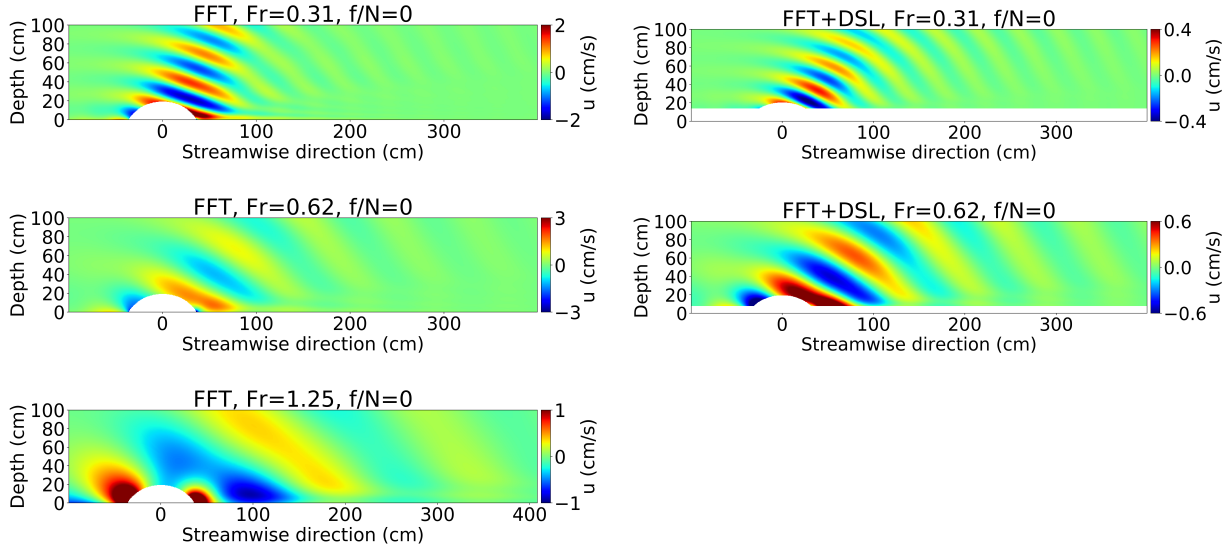 FFT, Fr=0.31, f/N=0
Depth (cm)
100
80
60
40
20
0
0 100 200 300
Streamwise direction (cm)
2
0
−2
u (cm/s)
FFT+DSL, Fr=0.31, f/N=0
Depth (cm)
100
80
60
40
20
0
0 100 200 300
Streamwise direction (cm)
0.4
0.0
−0.4
u (cm/s)
FFT, Fr=0.62, f/N=0
Depth (cm)
100
80
60
40
20
0
0 100 200 300
Streamwise direction (cm)
3
0
−3
u (cm/s)
FFT+DSL, Fr=0.62, f/N=0
Depth (cm)
100
80
60
40
20
0
0 100 200 300
Streamwise direction (cm)
0.6
0.0
−0.6
u (cm/s)
FFT, Fr=1.25, f/N=0
Depth (cm)
100
80
60
40
20
0
0 100 200 300 400
Streamwise direction (cm)
1
0
−1
u (cm/s)